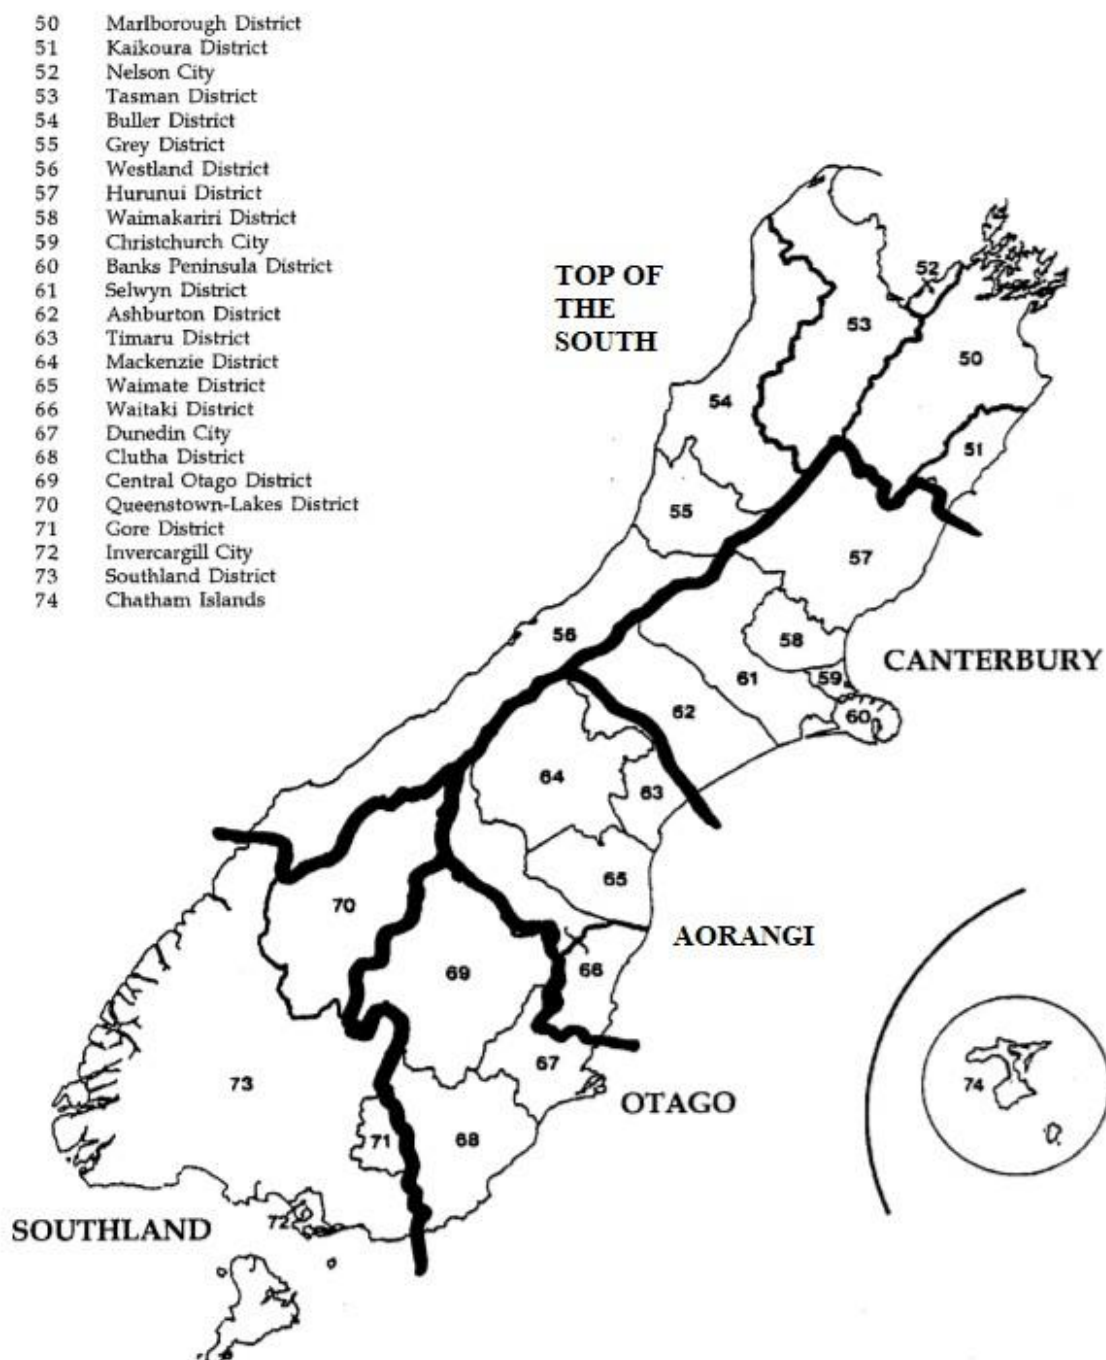 50 Marlborough District
51 Kaikoura District
52 Nelson City
53 Tasman District
54 Buller District
55 Grey District
56 Westland District
57 Hurunui District
58 Waimakariri District
59 Christchurch City
60 Banks Peninsula District
61 Selwyn District
62 Ashburton District
63 Timaru District
64 Mackenzie District
65 Waimate District
66 Waitaki District
67 Dunedin City
68 Clutha District
69 Central Otago District
70 Queenstown-Lakes District
71 Gore District
72 Invercargill City
73 Southland District
74 Chatham Islands
TOP OF
THE
SOUTH
52
53
50
54
51
55
57
56
58
CANTERBURY
61
59
62
60
64
63
65
70
AORANGI
69
66
67
73
74
OTAGO
71
68
72
SOUTHLAND